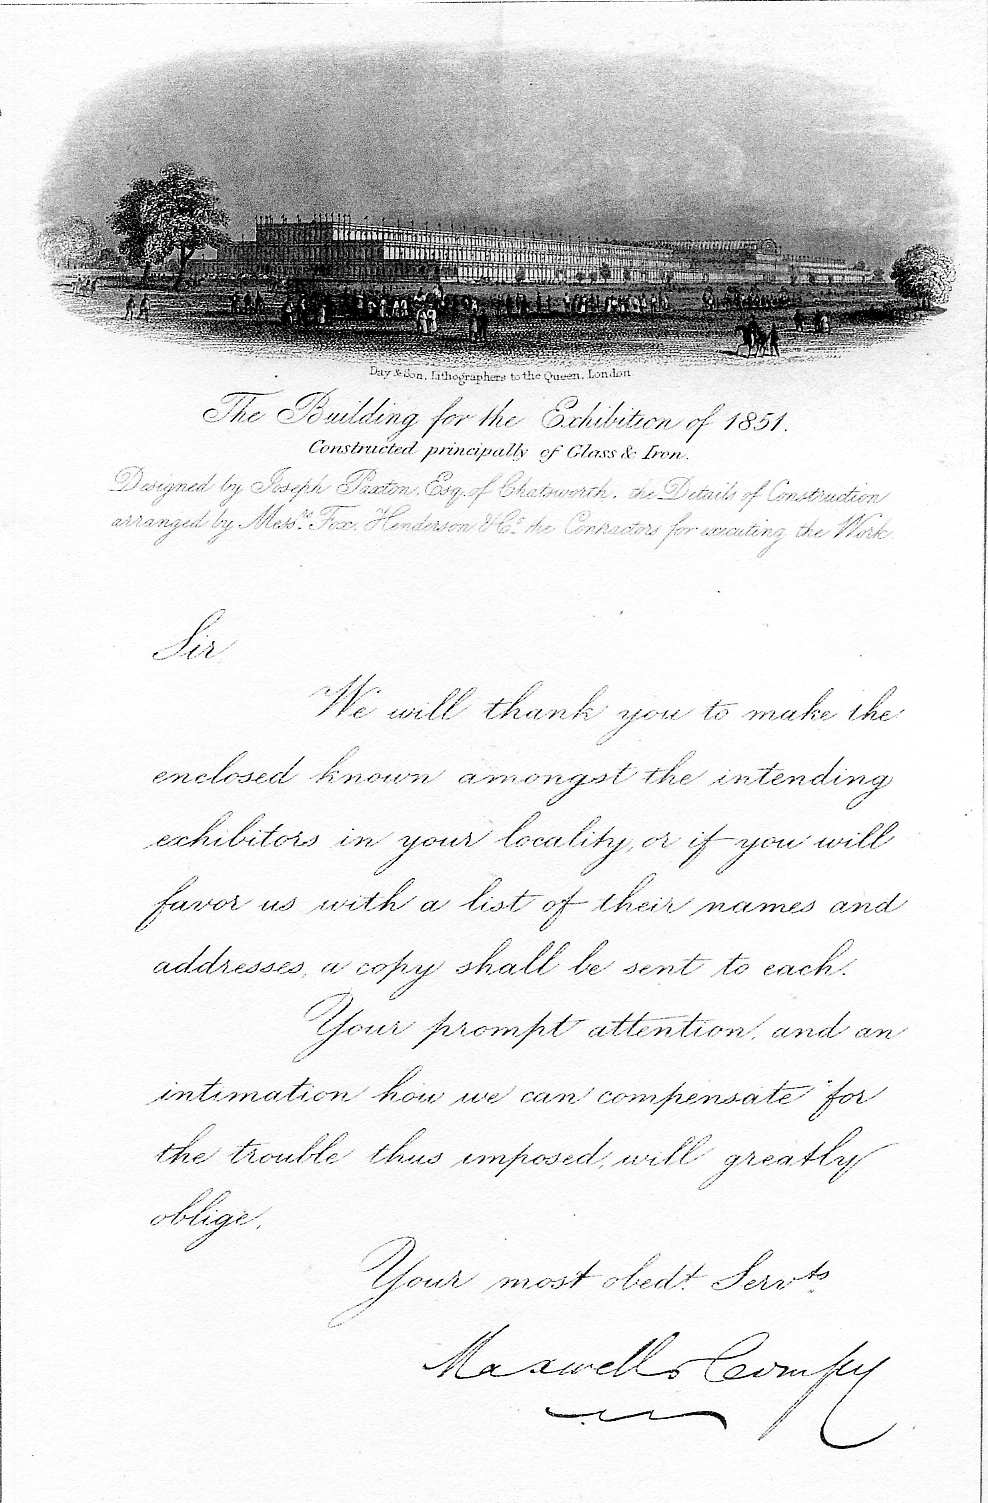 Day & Son, Lithographers to the Queen, London
The Building for the Exhibition of 1851.
Constructed principally of Glass & Iron.
Designed by Joseph Paxton, Esq. of Chatsworth. the Details of Construction
arranged by Mess.rs Fox, Henderson & Co. the Contractors for executing the Work.
Sir
We will thank you to make the
enclosed known amongst the intending
exhibitors in your locality, or if you will
favor us with a list of their names and
addresses, a copy shall be sent to each.
Your prompt attention, and an
intimation how we can compensate for
the trouble thus imposed, will greatly
oblige,
Your most obedt. Servts.
Maxwell & Compy